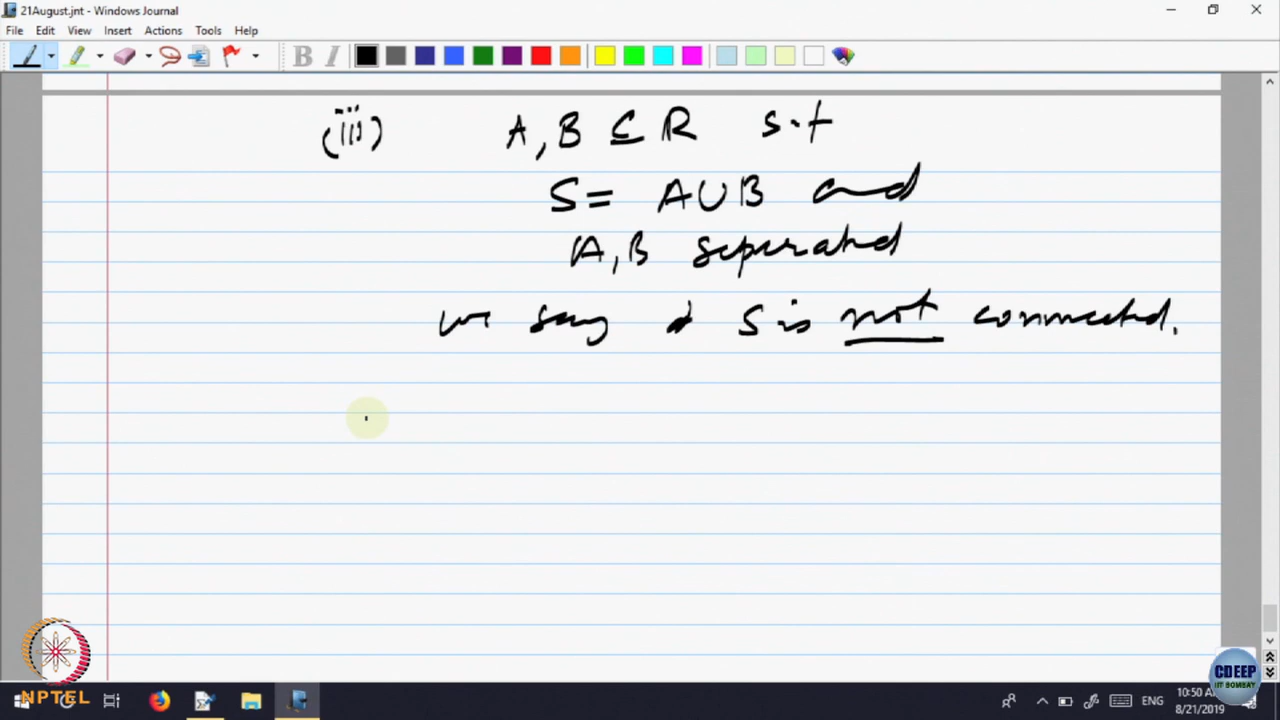 21August.jnt - Windows Journal
File Edit View Insert Actions Tools Help
B I
(iii) A, B ⊆ R s.t
S = A ∪ B and
A, B seperated
we say S is not connected.
NPTEL
CDEEP
IIT BOMBAY
ENG
10:50 A
8/21/2019